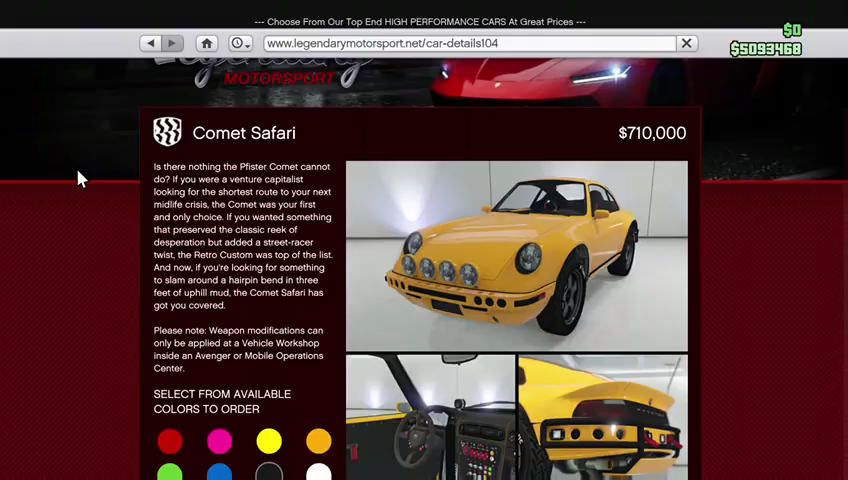 --- Choose From Our Top End HIGH PERFORMANCE CARS At Great Prices ---
www.legendarymotorsport.net/car-details104
$0
$5093468
Legendary
MOTORSPORT
Comet Safari
$710,000
Is there nothing the Pfister Comet cannot
do? If you were a venture capitalist
looking for the shortest route to your next
midlife crisis, the Comet was your first
and only choice. If you wanted something
that preserved the classic reek of
desperation but added a street-racer
twist, the Retro Custom was top of the list.
And now, if you're looking for something
to slam around a hairpin bend in three
feet of uphill mud, the Comet Safari has
got you covered.
Please note: Weapon modifications can
only be applied at a Vehicle Workshop
inside an Avenger or Mobile Operations
Center.
SELECT FROM AVAILABLE
COLORS TO ORDER